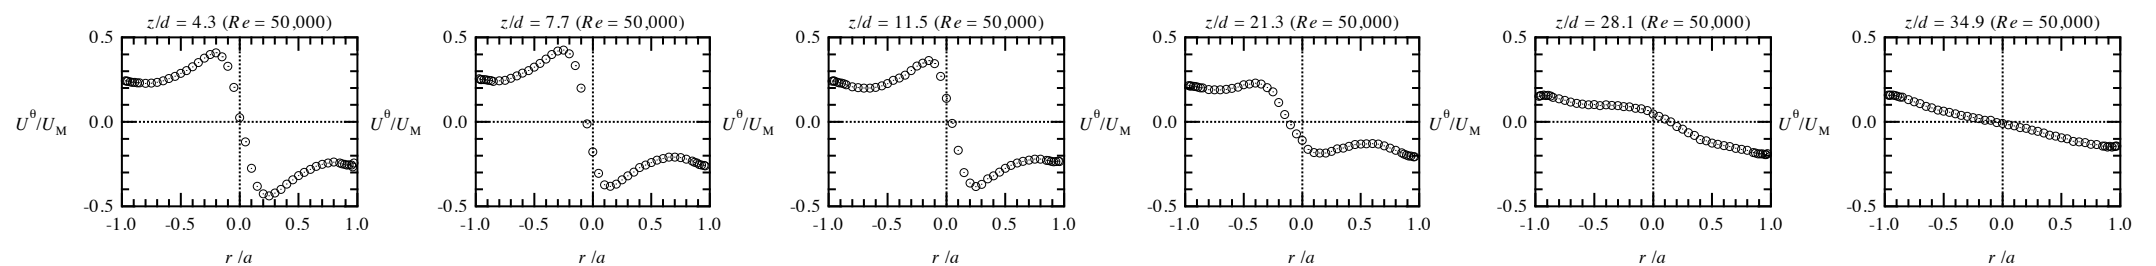 z/d = 4.3 (Re = 50,000)
0.5
0.0
-0.5
U^θ/U_M
-1.0 -0.5 0.0 0.5 1.0
r /a
z/d = 7.7 (Re = 50,000)
0.5
0.0
-0.5
U^θ/U_M
-1.0 -0.5 0.0 0.5 1.0
r /a
z/d = 11.5 (Re = 50,000)
0.5
0.0
-0.5
U^θ/U_M
-1.0 -0.5 0.0 0.5 1.0
r /a
z/d = 21.3 (Re = 50,000)
0.5
0.0
-0.5
U^θ/U_M
-1.0 -0.5 0.0 0.5 1.0
r /a
z/d = 28.1 (Re = 50,000)
0.5
0.0
-0.5
U^θ/U_M
-1.0 -0.5 0.0 0.5 1.0
r /a
z/d = 34.9 (Re = 50,000)
0.5
0.0
-0.5
U^θ/U_M
-1.0 -0.5 0.0 0.5 1.0
r /a